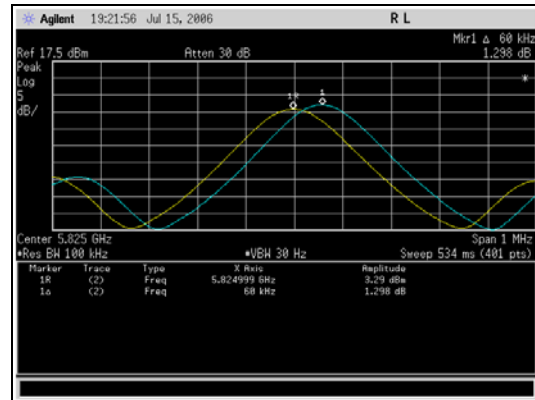 Agilent 19:21:56 Jul 15, 2006 R L
Mkr1 Δ 60 kHz
Ref 17.5 dBm Atten 30 dB 1.298 dB
Peak
Log
5
dB/
1R 1
*
Center 5.825 GHz Span 1 MHz
*Res BW 100 kHz *VBW 30 Hz Sweep 534 ms (401 pts)
Marker Trace Type X Axis Amplitude
1R (2) Freq 5.824999 GHz 3.29 dBm
1Δ (2) Freq 60 kHz 1.298 dB